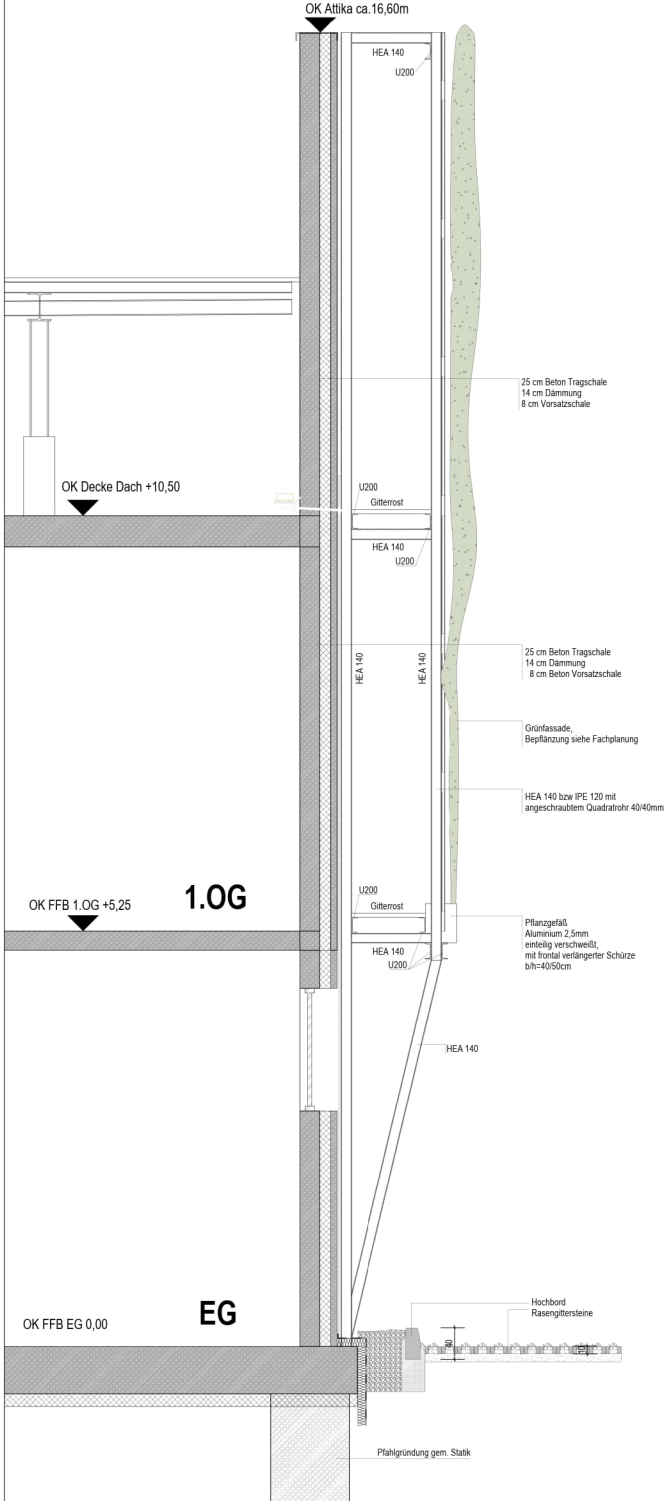 OK Attika ca.16,60m
HEA 140
U200
25 cm Beton Tragschale
14 cm Dämmung
8 cm Vorsatzschale
OK Decke Dach +10,50
U200
Gitterrost
HEA 140
U200
HEA 140
HEA 140
25 cm Beton Tragschale
14 cm Dämmung
8 cm Beton Vorsatzschale
Grünfassade,
Bepflänzung siehe Fachplanung
HEA 140 bzw IPE 120 mit
angeschraubtem Quadratrohr 40/40mm
1.OG
OK FFB 1.OG +5,25
U200
Gitterrost
HEA 140
U200
Pflanzgefäß
Aluminium 2,5mm
einteilig verschweißt,
mit frontal verlängerter Schürze
b/h=40/50cm
HEA 140
EG
OK FFB EG 0,00
Hochbord
Rasengittersteine
40
10
Pfahlgründung gem. Statik